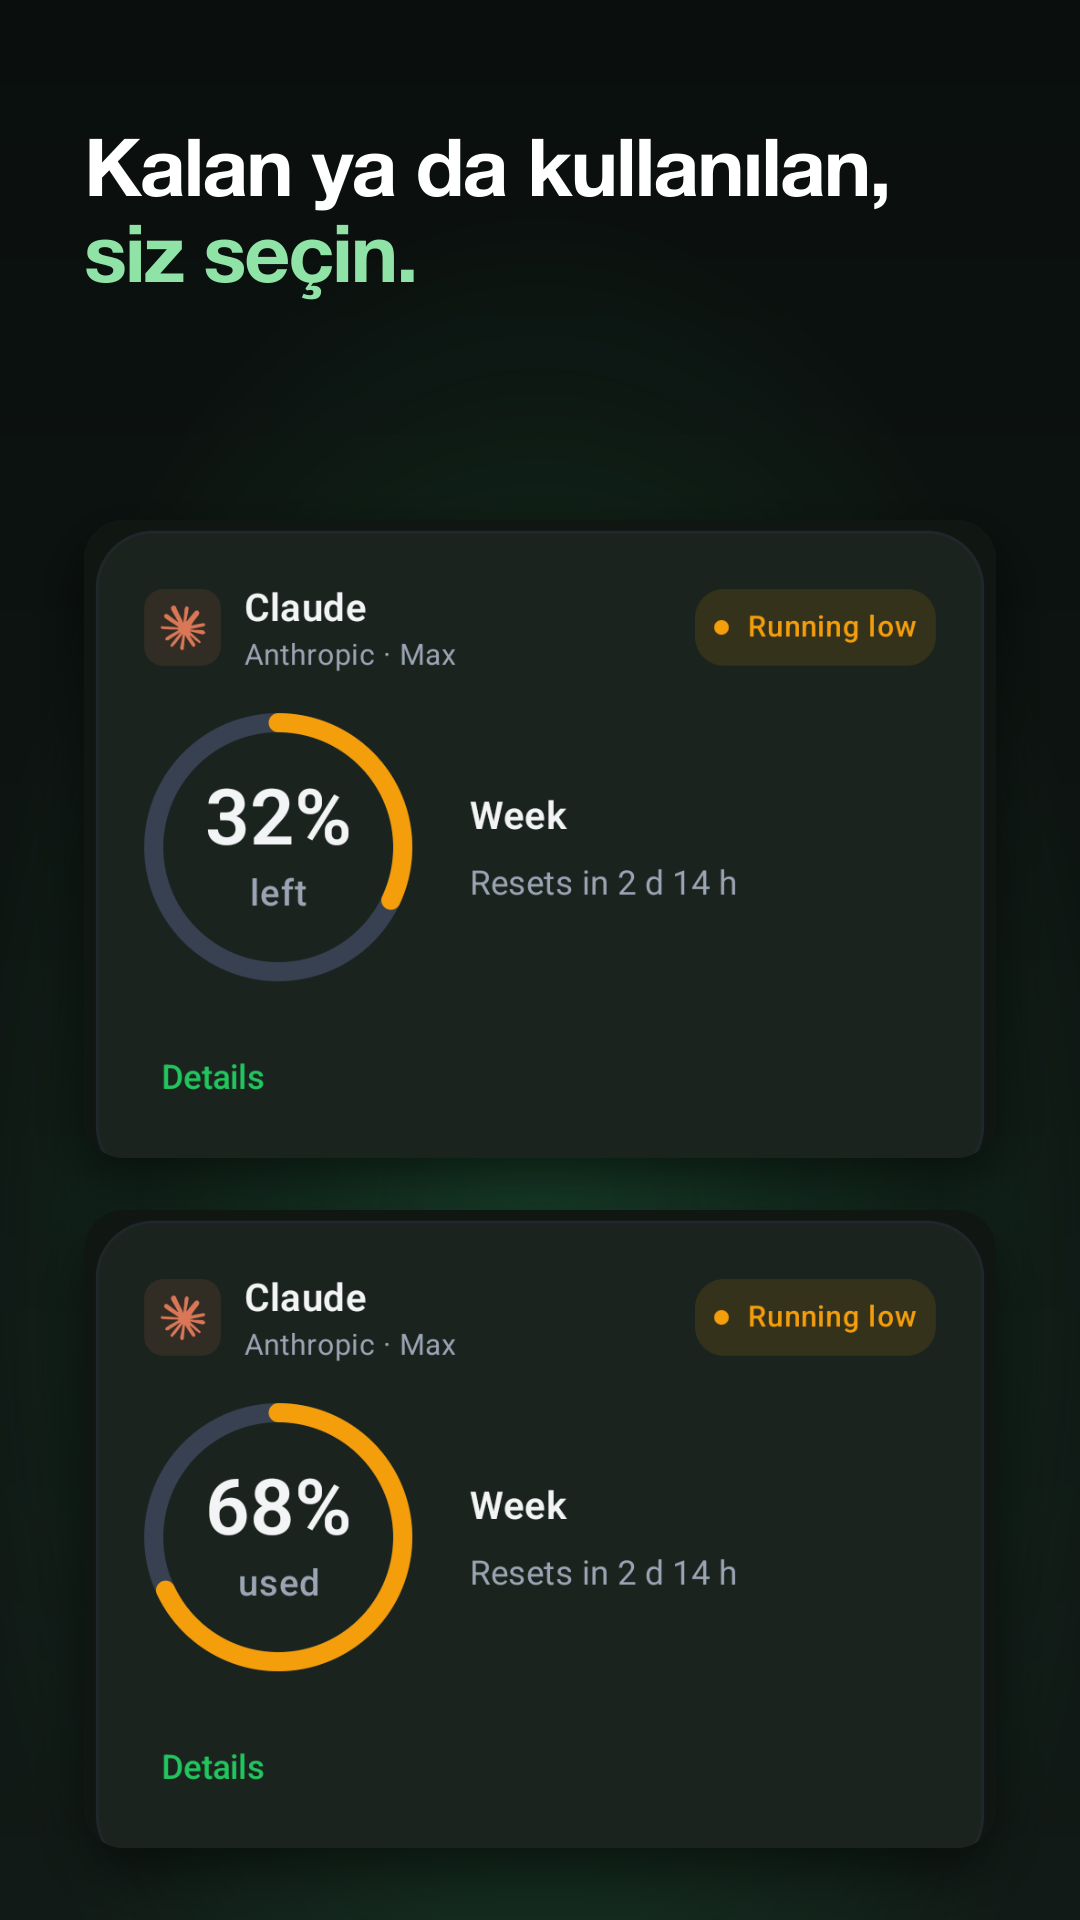 Kalan ya da kullanılan,
siz seçin.
Claude
Anthropic · Max
Running low
32%
left
Week
Resets in 2 d 14 h
Details
Claude
Anthropic · Max
Running low
68%
used
Week
Resets in 2 d 14 h
Details